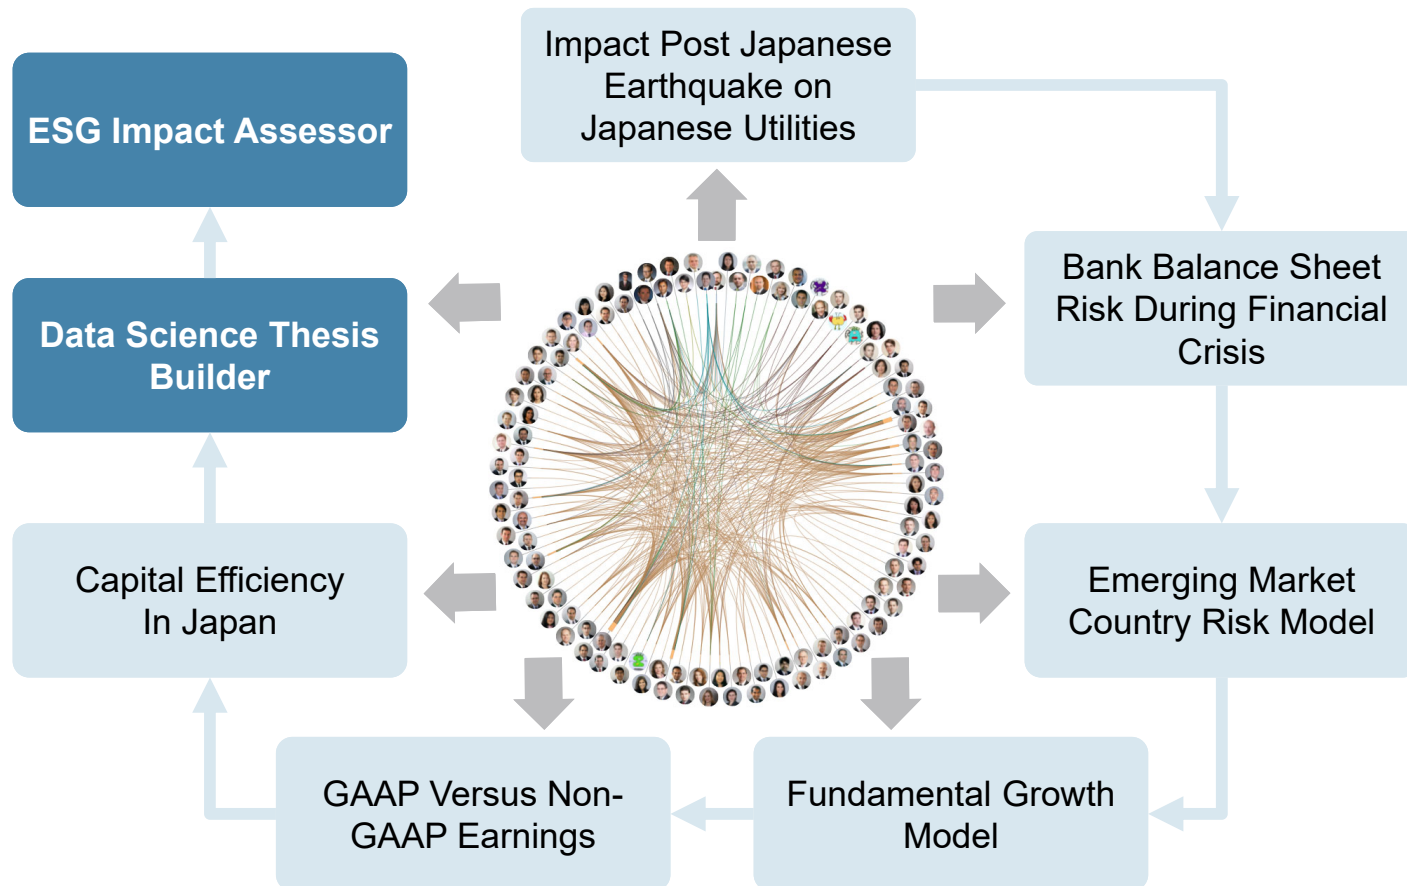 Impact Post Japanese
Earthquake on
Japanese Utilities
ESG Impact Assessor
Bank Balance Sheet
Risk During Financial
Crisis
Data Science Thesis
Builder
Capital Efficiency
In Japan
Emerging Market
Country Risk Model
GAAP Versus Non-
GAAP Earnings
Fundamental Growth
Model